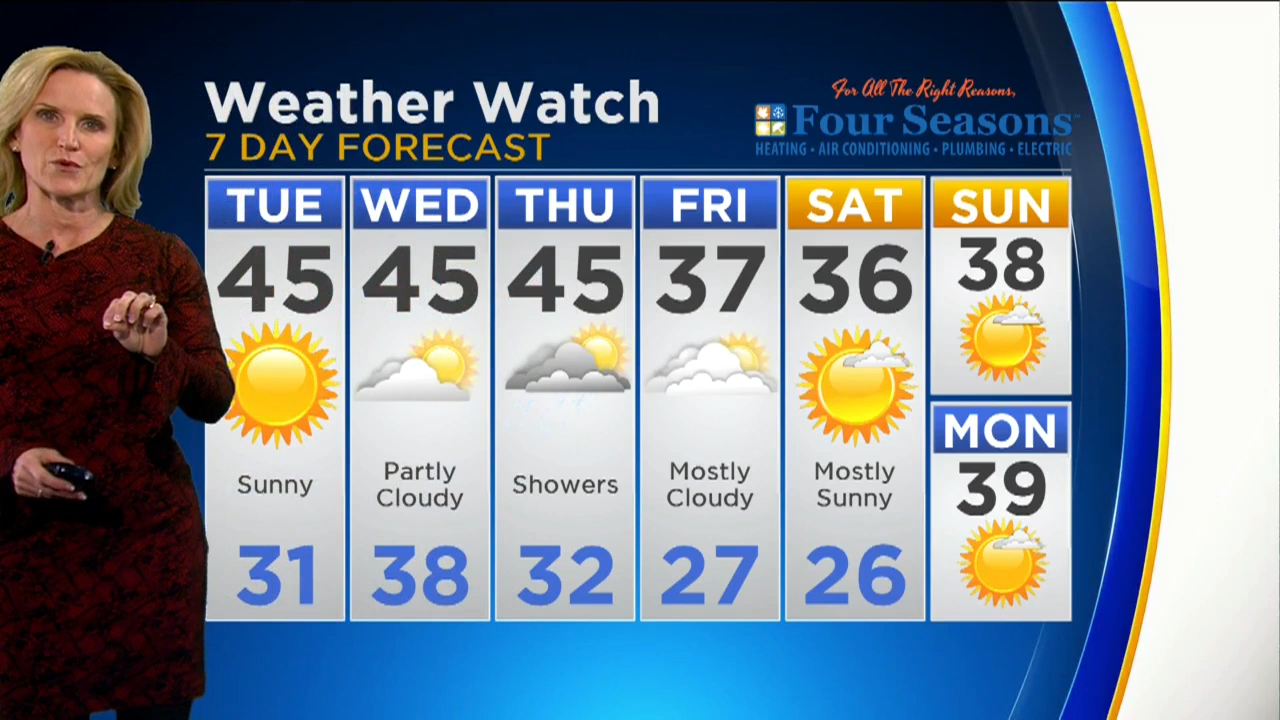 Weather Watch
7 DAY FORECAST
For All The Right Reasons,
Four Seasons™
HEATING • AIR CONDITIONING • PLUMBING • ELECTRIC
TUE
45
Sunny
31
WED
45
Partly
Cloudy
38
THU
45
Showers
32
FRI
37
Mostly
Cloudy
27
SAT
36
Mostly
Sunny
26
SUN
38
MON
39